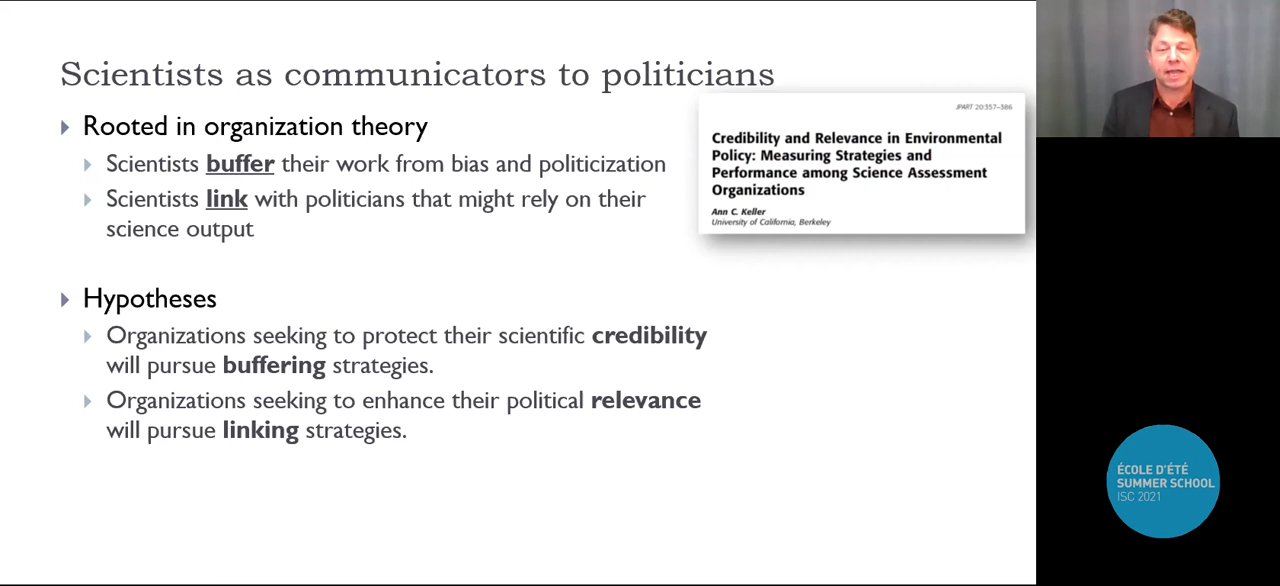 Scientists as communicators to politicians
Rooted in organization theory
Scientists buffer their work from bias and politicization
Scientists link with politicians that might rely on their
science output
JPART 20:357–386
Credibility and Relevance in Environmental
Policy: Measuring Strategies and
Performance among Science Assessment
Organizations
Ann C. Keller
University of California, Berkeley
Hypotheses
Organizations seeking to protect their scientific credibility
will pursue buffering strategies.
Organizations seeking to enhance their political relevance
will pursue linking strategies.
ÉCOLE D'ÉTÉ
SUMMER SCHOOL
ISC 2021